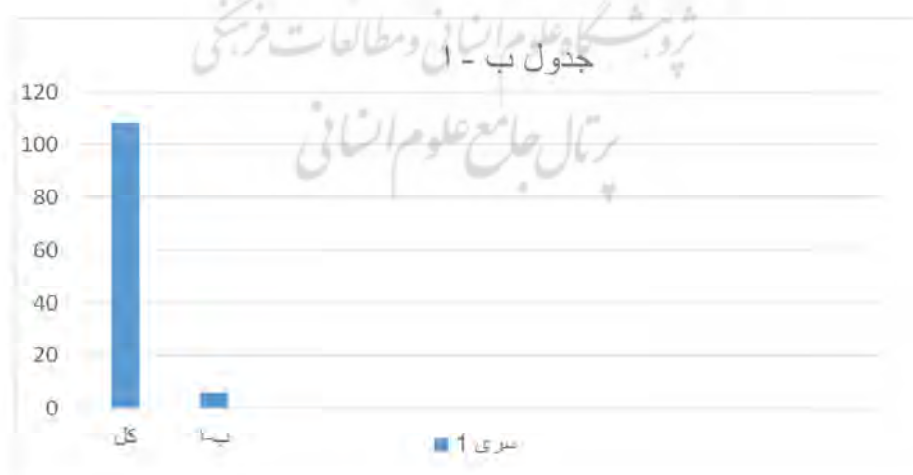 پژوهشگاه علوم انسانی و مطالعات فرهنگی
جدول ب - ۱
پرتال جامع علوم انسانی
120
100
80
60
40
20
0
کل
ب-۱
سری 1